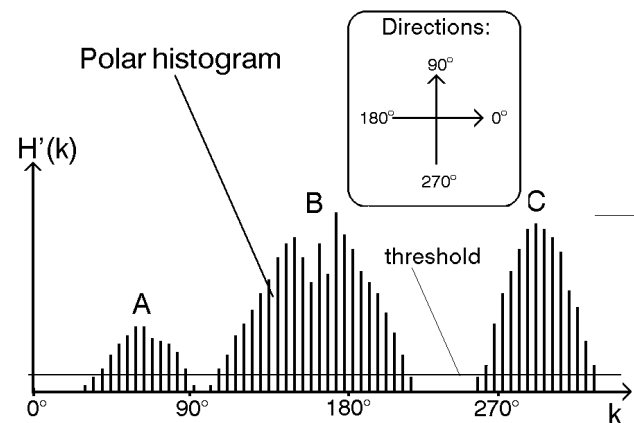 Directions:
Polar histogram
90°
180°
0°
270°
H'(k)
B
C
threshold
A
0°
90°
180°
270°
k